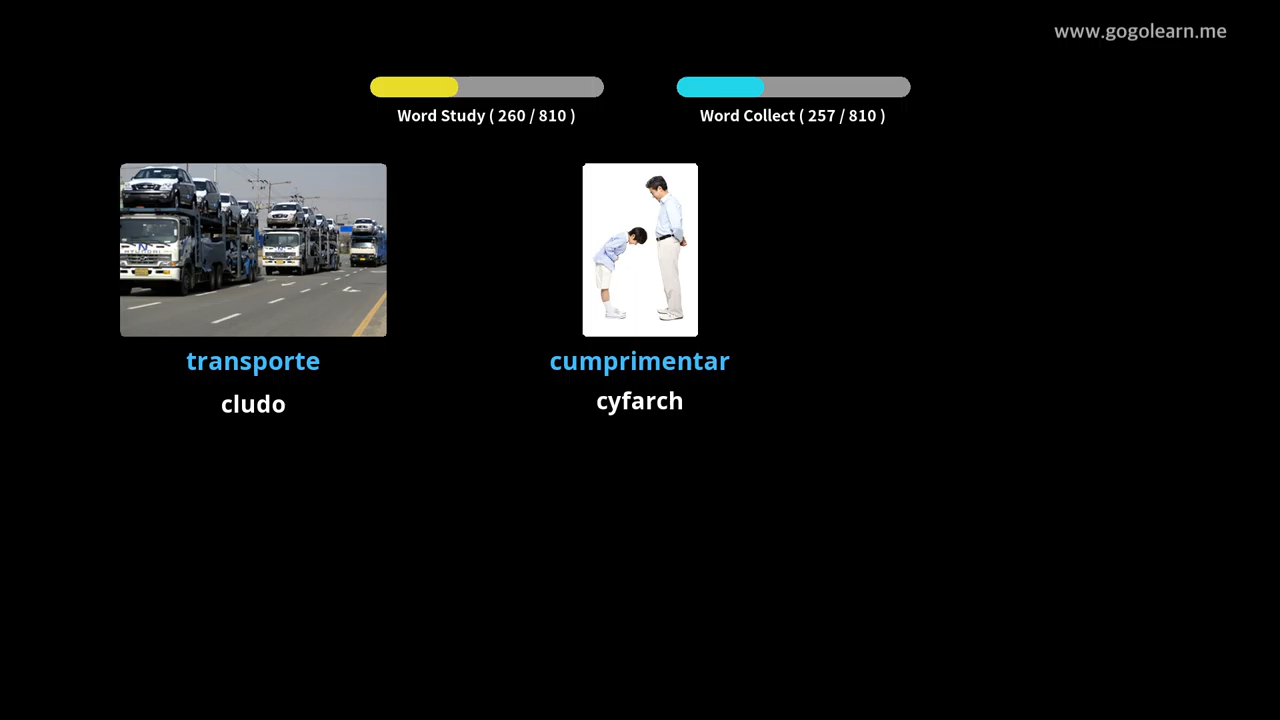 www.gogolearn.me
Word Study ( 260 / 810 )
Word Collect ( 257 / 810 )
transporte
cumprimentar
cludo
cyfarch